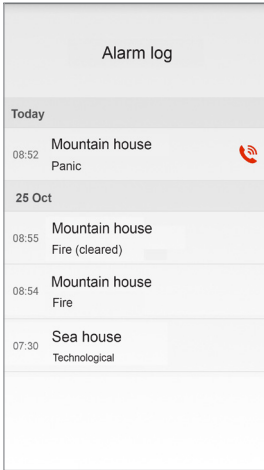 Alarm log
Today
08:52 Mountain house
Panic
25 Oct
08:55 Mountain house
Fire (cleared)
08:54 Mountain house
Fire
07:30 Sea house
Technological